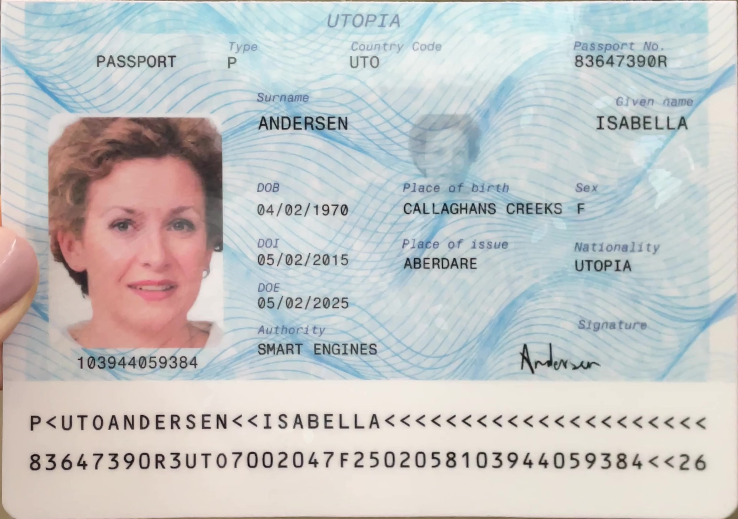 UTOPIA
Type Country Code Passport No.
PASSPORT P UTO 83647390R
Surname Given name
ANDERSEN ISABELLA
DOB Place of birth Sex
04/02/1970 CALLAGHANS CREEKS F
DOI Place of issue Nationality
05/02/2015 ABERDARE UTOPIA
DOE
05/02/2025
Authority Signature
SMART ENGINES Andersen
103944059384
P<UTOANDERSEN<<ISABELLA<<<<<<<<<<<<<<<<<<<<<
83647390R3UTO7002047F2502058103944059384<<26